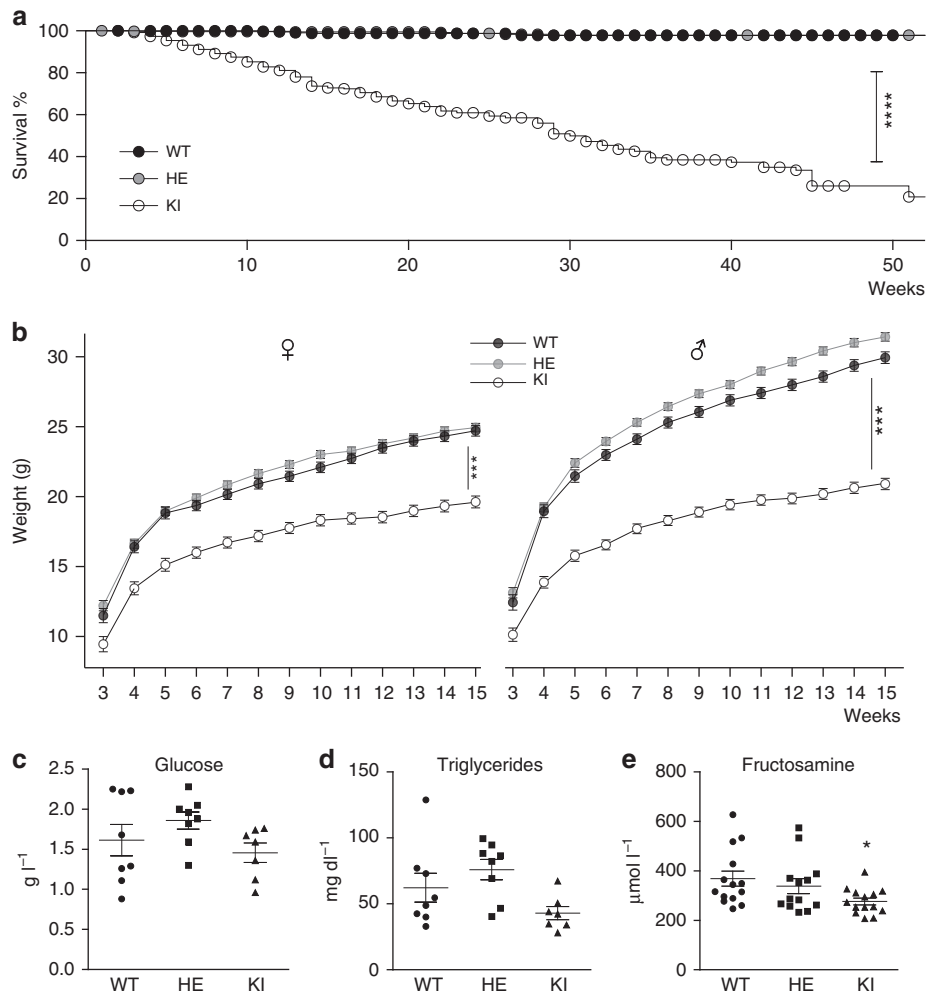 a
100
80
60
40
20
0
Survival %
WT
HE
KI
****
0 10 20 30 40 50
Weeks
b
♀ ♂
WT
HE
KI
30
25
20
15
10
Weight (g)
***
***
3 4 5 6 7 8 9 10 11 12 13 14 15
3 4 5 6 7 8 9 10 11 12 13 14 15
Weeks
c
Glucose
2.5
2.0
1.5
1.0
0.5
0.0
g l⁻¹
WT HE KI
d
Triglycerides
150
100
50
0
mg dl⁻¹
WT HE KI
e
Fructosamine
800
600
400
200
0
μmol l⁻¹
*
WT HE KI